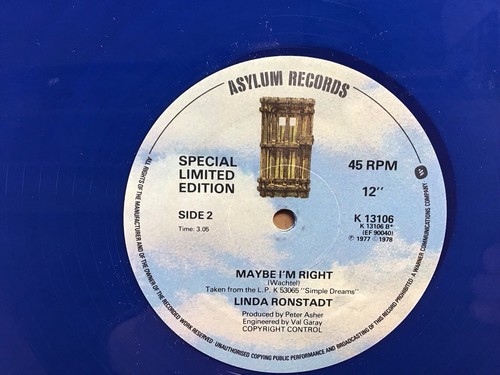 ASYLUM RECORDS
SPECIAL
LIMITED
EDITION
45 RPM
12''
SIDE 2
Time: 3.05
K 13106
K 13106 B*
(EF 90040)
℗ 1977 © 1978
MAYBE I'M RIGHT
(Wachtel)
Taken from the L.P. K 53065 "Simple Dreams"
LINDA RONSTADT
Produced by Peter Asher
Engineered by Val Garay
COPYRIGHT CONTROL
ALL RIGHTS OF THE MANUFACTURER AND OF THE OWNER OF THE RECORDED WORK RESERVED · UNAUTHORISED COPYING PUBLIC PERFORMANCE AND BROADCASTING OF THIS RECORD PROHIBITED · A WARNER COMMUNICATIONS COMPANY